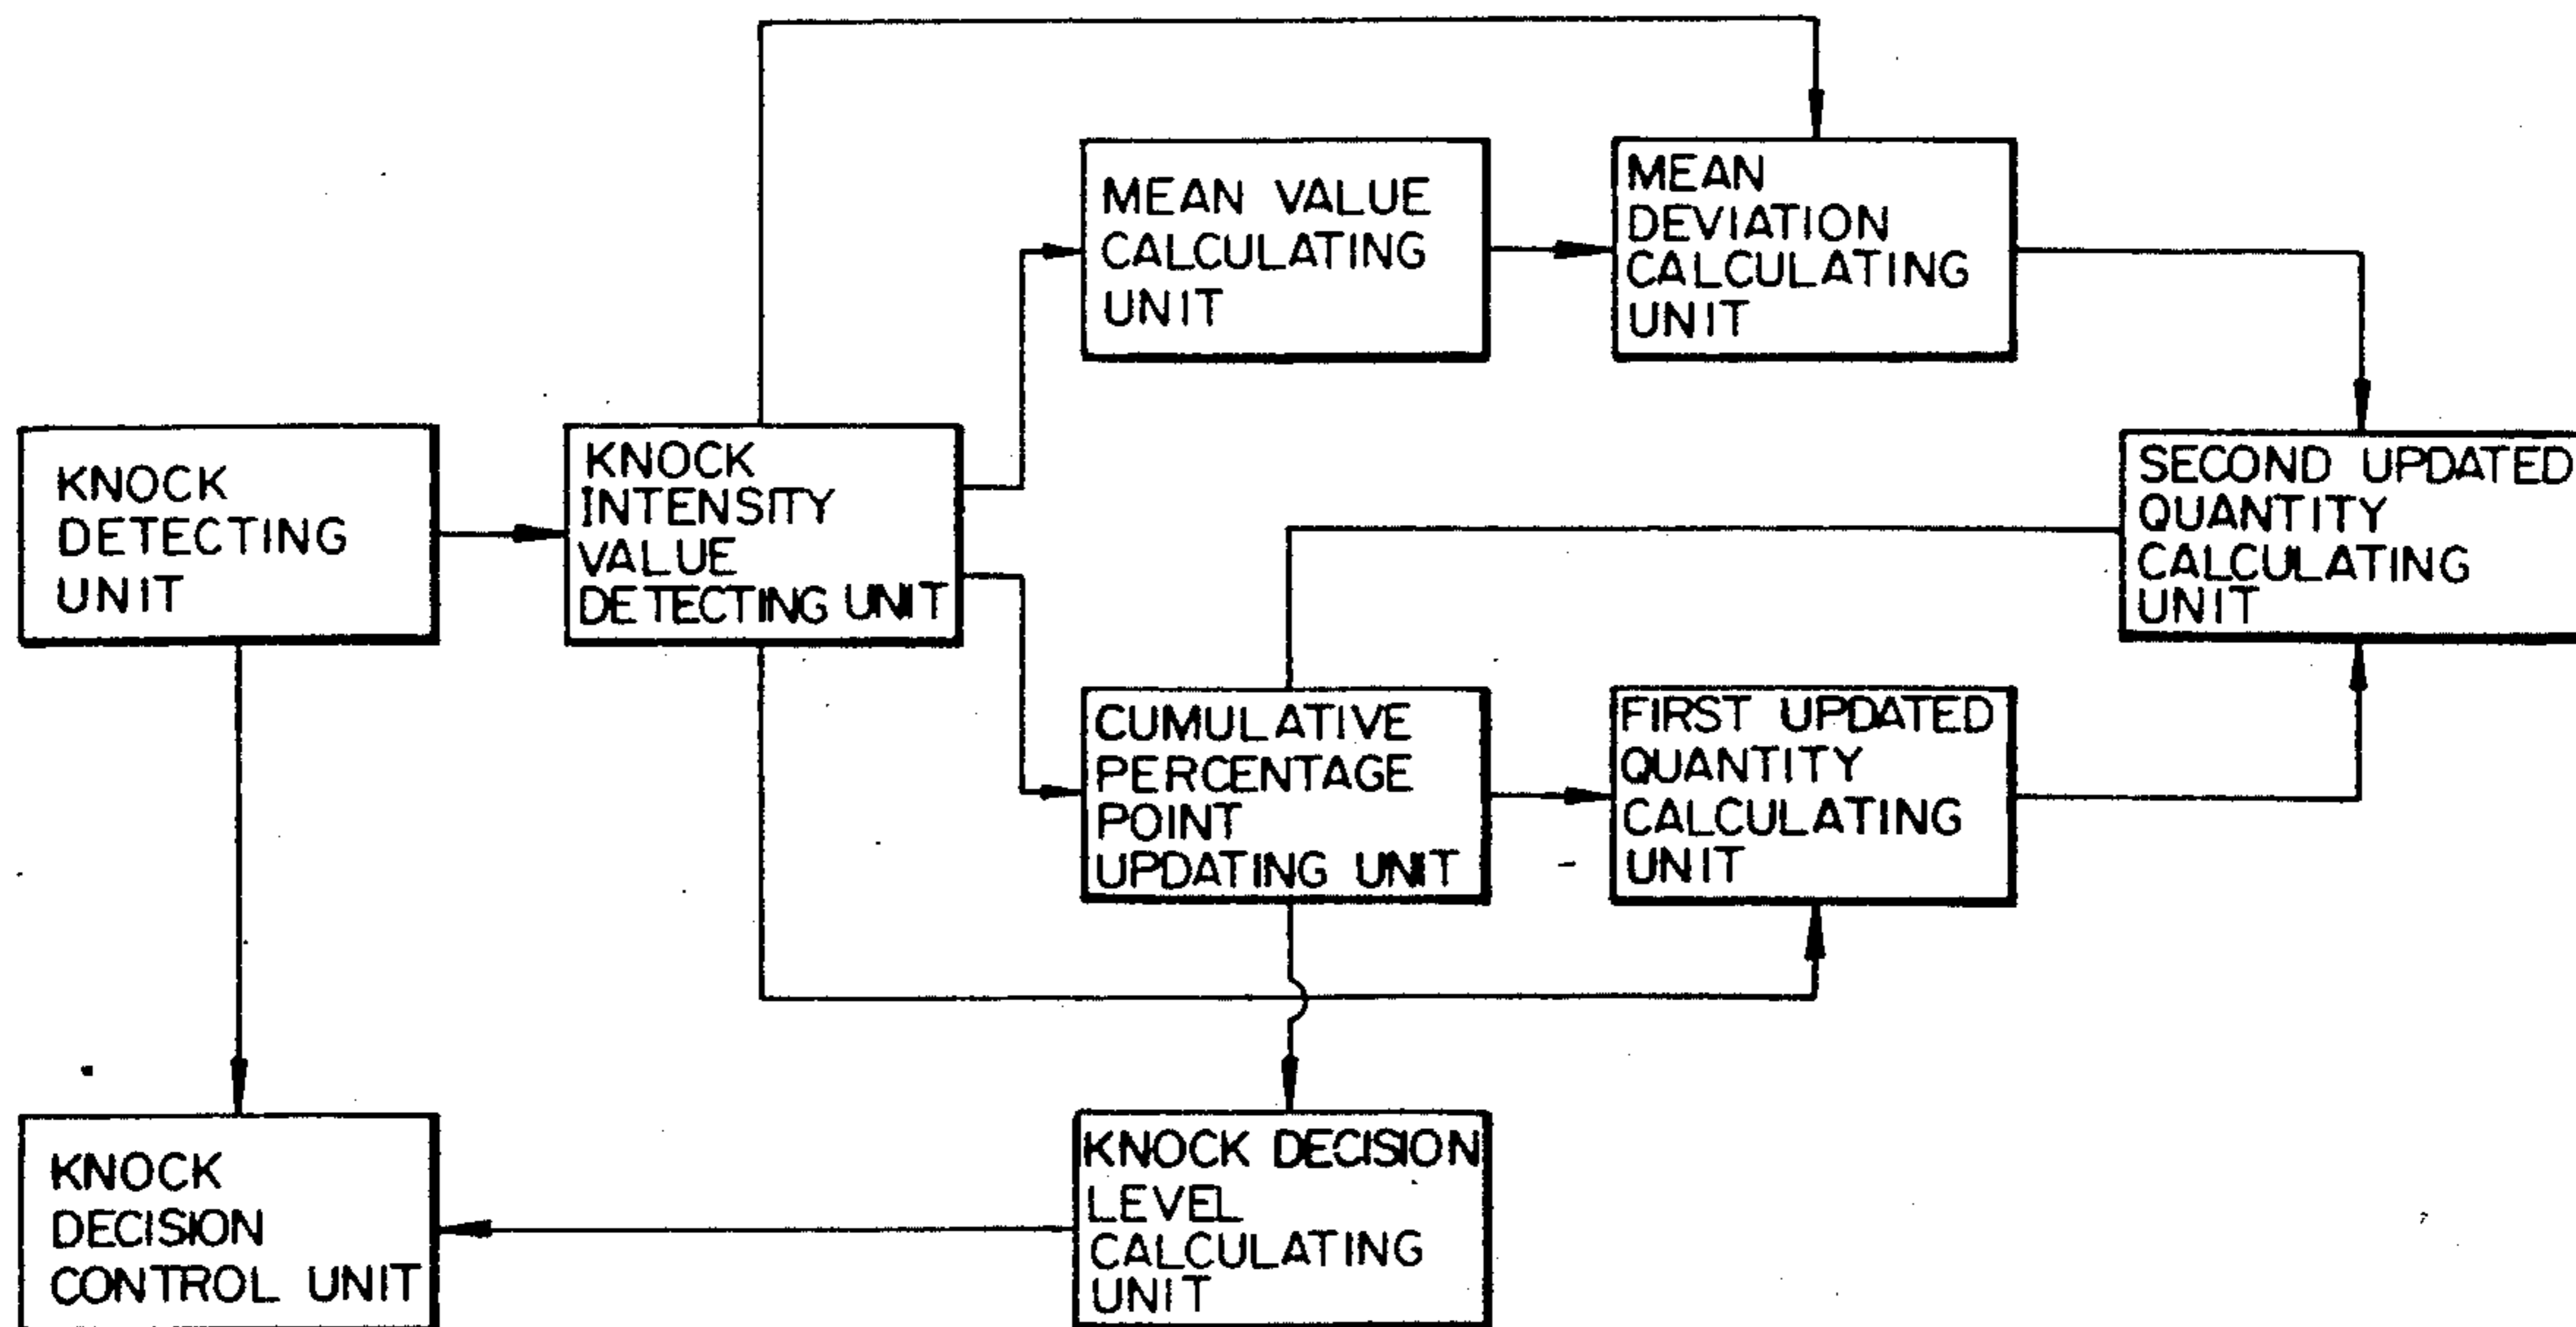 MEAN VALUE
CALCULATING
UNIT
MEAN
DEVIATION
CALCULATING
UNIT
KNOCK
DETECTING
UNIT
KNOCK
INTENSITY
VALUE
DETECTING UNIT
SECOND UPDATED
QUANTITY
CALCULATING
UNIT
CUMULATIVE
PERCENTAGE
POINT
UPDATING UNIT
FIRST UPDATED
QUANTITY
CALCULATING
UNIT
KNOCK
DECISION
CONTROL UNIT
KNOCK DECISION
LEVEL
CALCULATING
UNIT